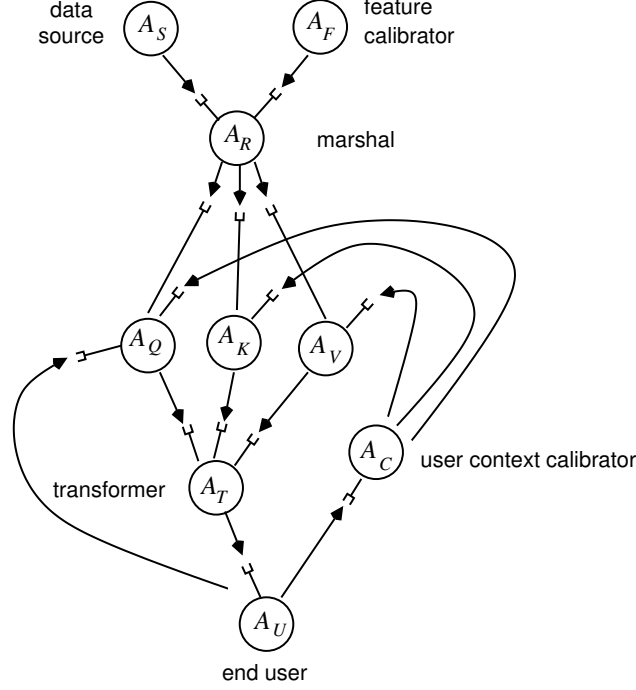 data
source
A_S
A_F
feature
calibrator
A_R
marshal
A_Q
A_K
A_V
A_C
user context calibrator
transformer
A_T
A_U
end user